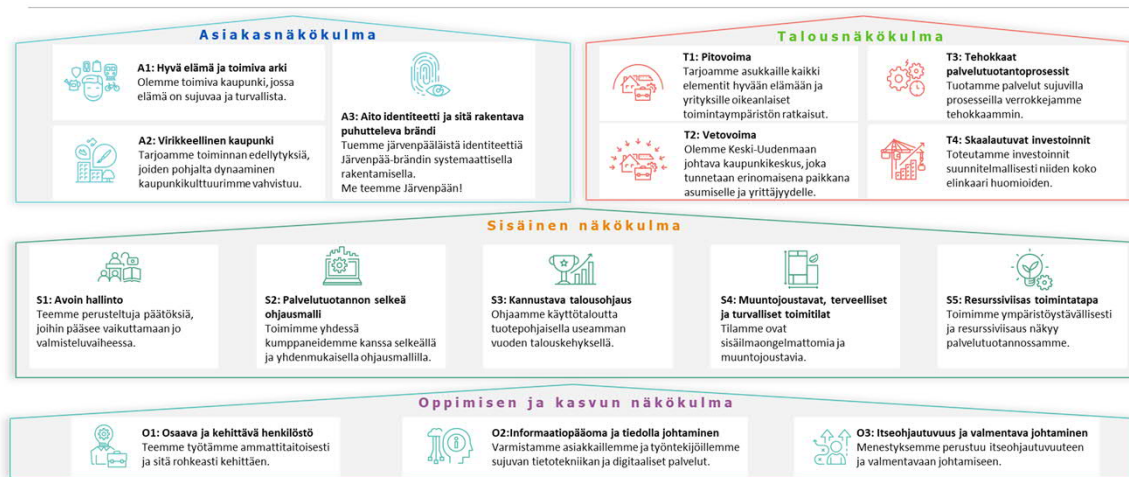 Asiakasnäkökulma
A1: Hyvä elämä ja toimiva arki
Olemme toimiva kaupunki, jossa
elämä on sujuvaa ja turvallista.
A2: Virikkeellinen kaupunki
Tarjoamme toiminnan edellytyksiä,
joiden pohjalta dynaaminen
kaupunkikulttuurimme vahvistuu.
A3: Aito identiteetti ja sitä rakentava
puhutteleva brändi
Tuemme järvenpääläistä identiteettiä
Järvenpää-brändin systemaattisella
rakentamisella.
Me teemme Järvenpään!
Talousnäkökulma
T1: Pitovoima
Tarjoamme asukkaille kaikki
elementit hyvään elämään ja
yrityksille oikeanlaiset
toimintaympäristön ratkaisut.
T2: Vetovoima
Olemme Keski-Uudenmaan
johtava kaupunkikeskus, joka
tunnetaan erinomaisena paikkana
asumiselle ja yrittäjyydelle.
T3: Tehokkaat
palvelutuotantoprosessit
Tuotamme palvelut sujuvilla
prosesseilla verrokkejamme
tehokkaammin.
T4: Skaalautuvat investoinnit
Toteutamme investoinnit
suunnitelmallisesti niiden koko
elinkaari huomioiden.
Sisäinen näkökulma
S1: Avoin hallinto
Teemme perusteltuja päätöksiä,
joihin pääsee vaikuttamaan jo
valmisteluvaiheessa.
S2: Palvelutuotannon selkeä
ohjausmalli
Toimimme yhdessä
kumppaneidemme kanssa selkeällä
ja yhdenmukaisella ohjausmallilla.
S3: Kannustava talousohjaus
Ohjaamme käyttötaloutta
tuotepohjaisella useamman
vuoden talouskehyksellä.
S4: Muuntojoustavat, terveelliset
ja turvalliset toimitilat
Tilamme ovat
sisäilmaongelmattomia ja
muuntojoustavia.
S5: Resurssiviisas toimintatapa
Toimimme ympäristöystävällisesti
ja resurssiviisaus näkyy
palvelutuotannossamme.
Oppimisen ja kasvun näkökulma
O1: Osaava ja kehittävä henkilöstö
Teemme työtämme ammattitaitoisesti
ja sitä rohkeasti kehittäen.
O2:Informaatiopääoma ja tiedolla johtaminen
Varmistamme asiakkaillemme ja työntekijöillemme
sujuvan tietotekniikan ja digitaaliset palvelut.
O3: Itseohjautuvuus ja valmentava johtaminen
Menestyksemme perustuu itseohjautuvuuteen
ja valmentavaan johtamiseen.